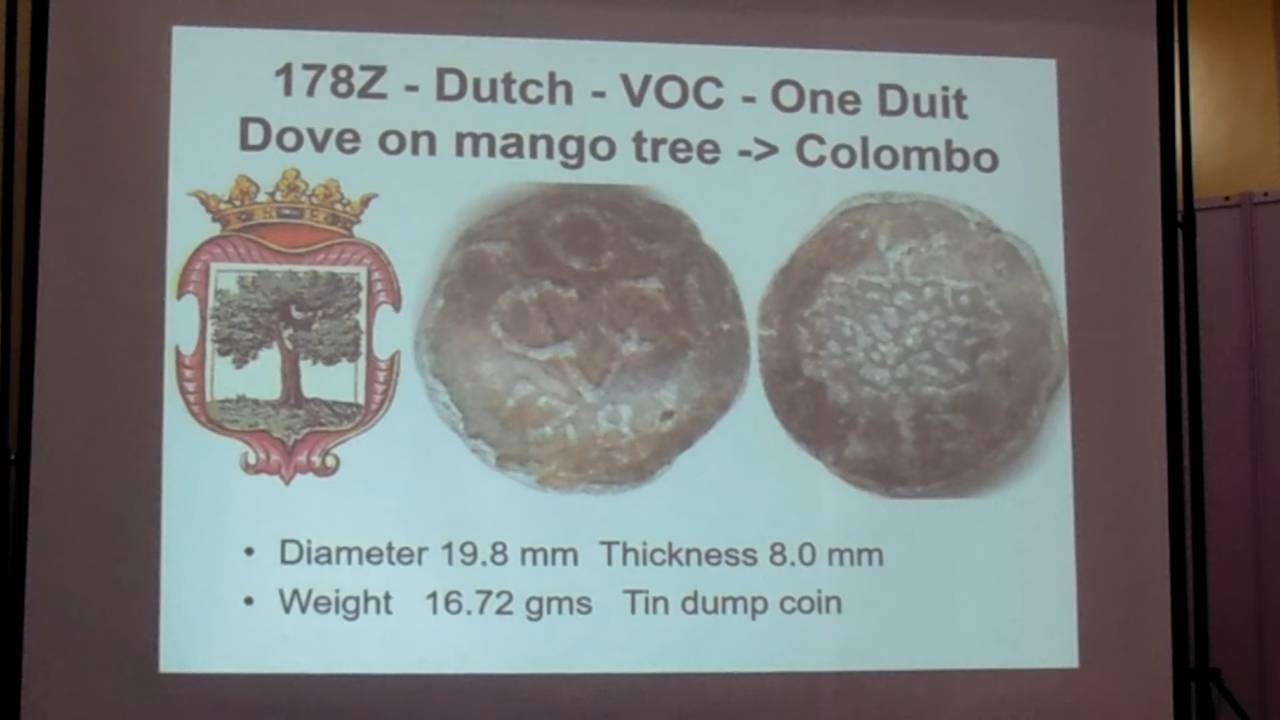 178Z - Dutch - VOC - One Duit
Dove on mango tree -> Colombo
• Diameter 19.8 mm Thickness 8.0 mm
• Weight 16.72 gms Tin dump coin